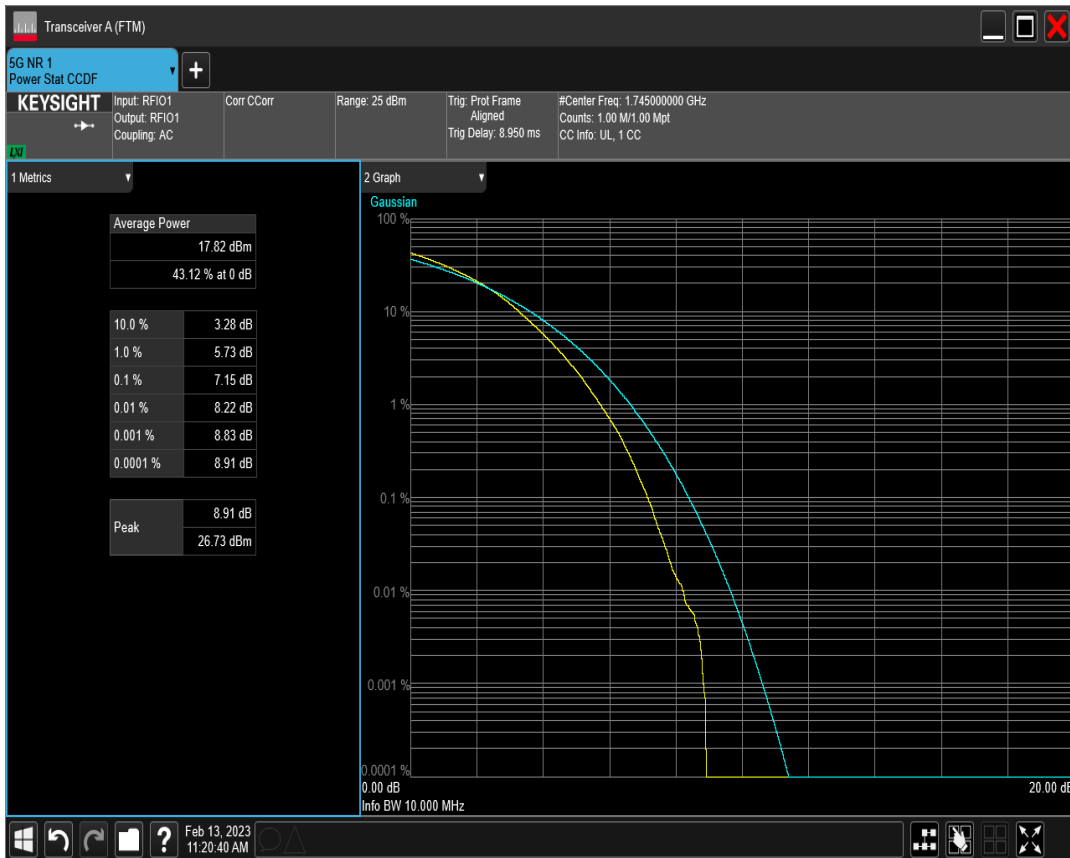 Transceiver A (FTM)
5G NR 1
Power Stat CCDF
+
KEYSIGHT
LXI
Input: RFIO1
Output: RFIO1
Coupling: AC
Corr CCorr
Range: 25 dBm
Trig: Prot Frame
Aligned
Trig Delay: 8.950 ms
#Center Freq: 1.745000000 GHz
Counts: 1.00 M/1.00 Mpt
CC Info: UL, 1 CC
1 Metrics
Average Power
17.82 dBm
43.12 % at 0 dB
10.0 % 3.28 dB
1.0 % 5.73 dB
0.1 % 7.15 dB
0.01 % 8.22 dB
0.001 % 8.83 dB
0.0001 % 8.91 dB
Peak
8.91 dB
26.73 dBm
2 Graph
Gaussian
100 %
10 %
1 %
0.1 %
0.01 %
0.001 %
0.0001 %
0.00 dB 20.00 dB
Info BW 10.000 MHz
?
Feb 13, 2023
11:20:40 AM